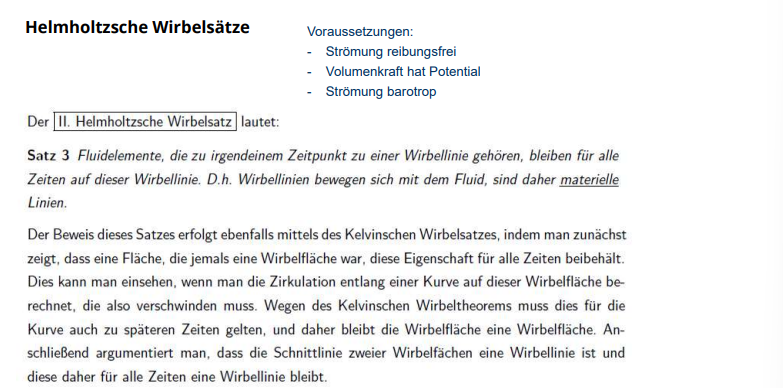 Helmholtzsche Wirbelsätze
Voraussetzungen:
- Strömung reibungsfrei
- Volumenkraft hat Potential
- Strömung barotrop
Der II. Helmholtzsche Wirbelsatz lautet:
Satz 3 Fluidelemente, die zu irgendeinem Zeitpunkt zu einer Wirbellinie gehören, bleiben für alle
Zeiten auf dieser Wirbellinie. D.h. Wirbellinien bewegen sich mit dem Fluid, sind daher materielle
Linien.
Der Beweis dieses Satzes erfolgt ebenfalls mittels des Kelvinschen Wirbelsatzes, indem man zunächst
zeigt, dass eine Fläche, die jemals eine Wirbelfläche war, diese Eigenschaft für alle Zeiten beibehält.
Dies kann man einsehen, wenn man die Zirkulation entlang einer Kurve auf dieser Wirbelfläche be-
rechnet, die also verschwinden muss. Wegen des Kelvinschen Wirbeltheorems muss dies für die
Kurve auch zu späteren Zeiten gelten, und daher bleibt die Wirbelfläche eine Wirbelfläche. An-
schließend argumentiert man, dass die Schnittlinie zweier Wirbelfächen eine Wirbellinie ist und
diese daher für alle Zeiten eine Wirbellinie bleibt.